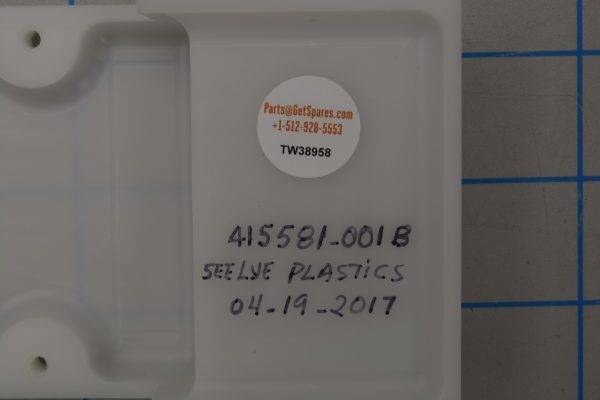 Parts@GetSpares.com
+1-512-928-5553
TW38958
415581-001B
SEELYE PLASTICS
04-19-2017